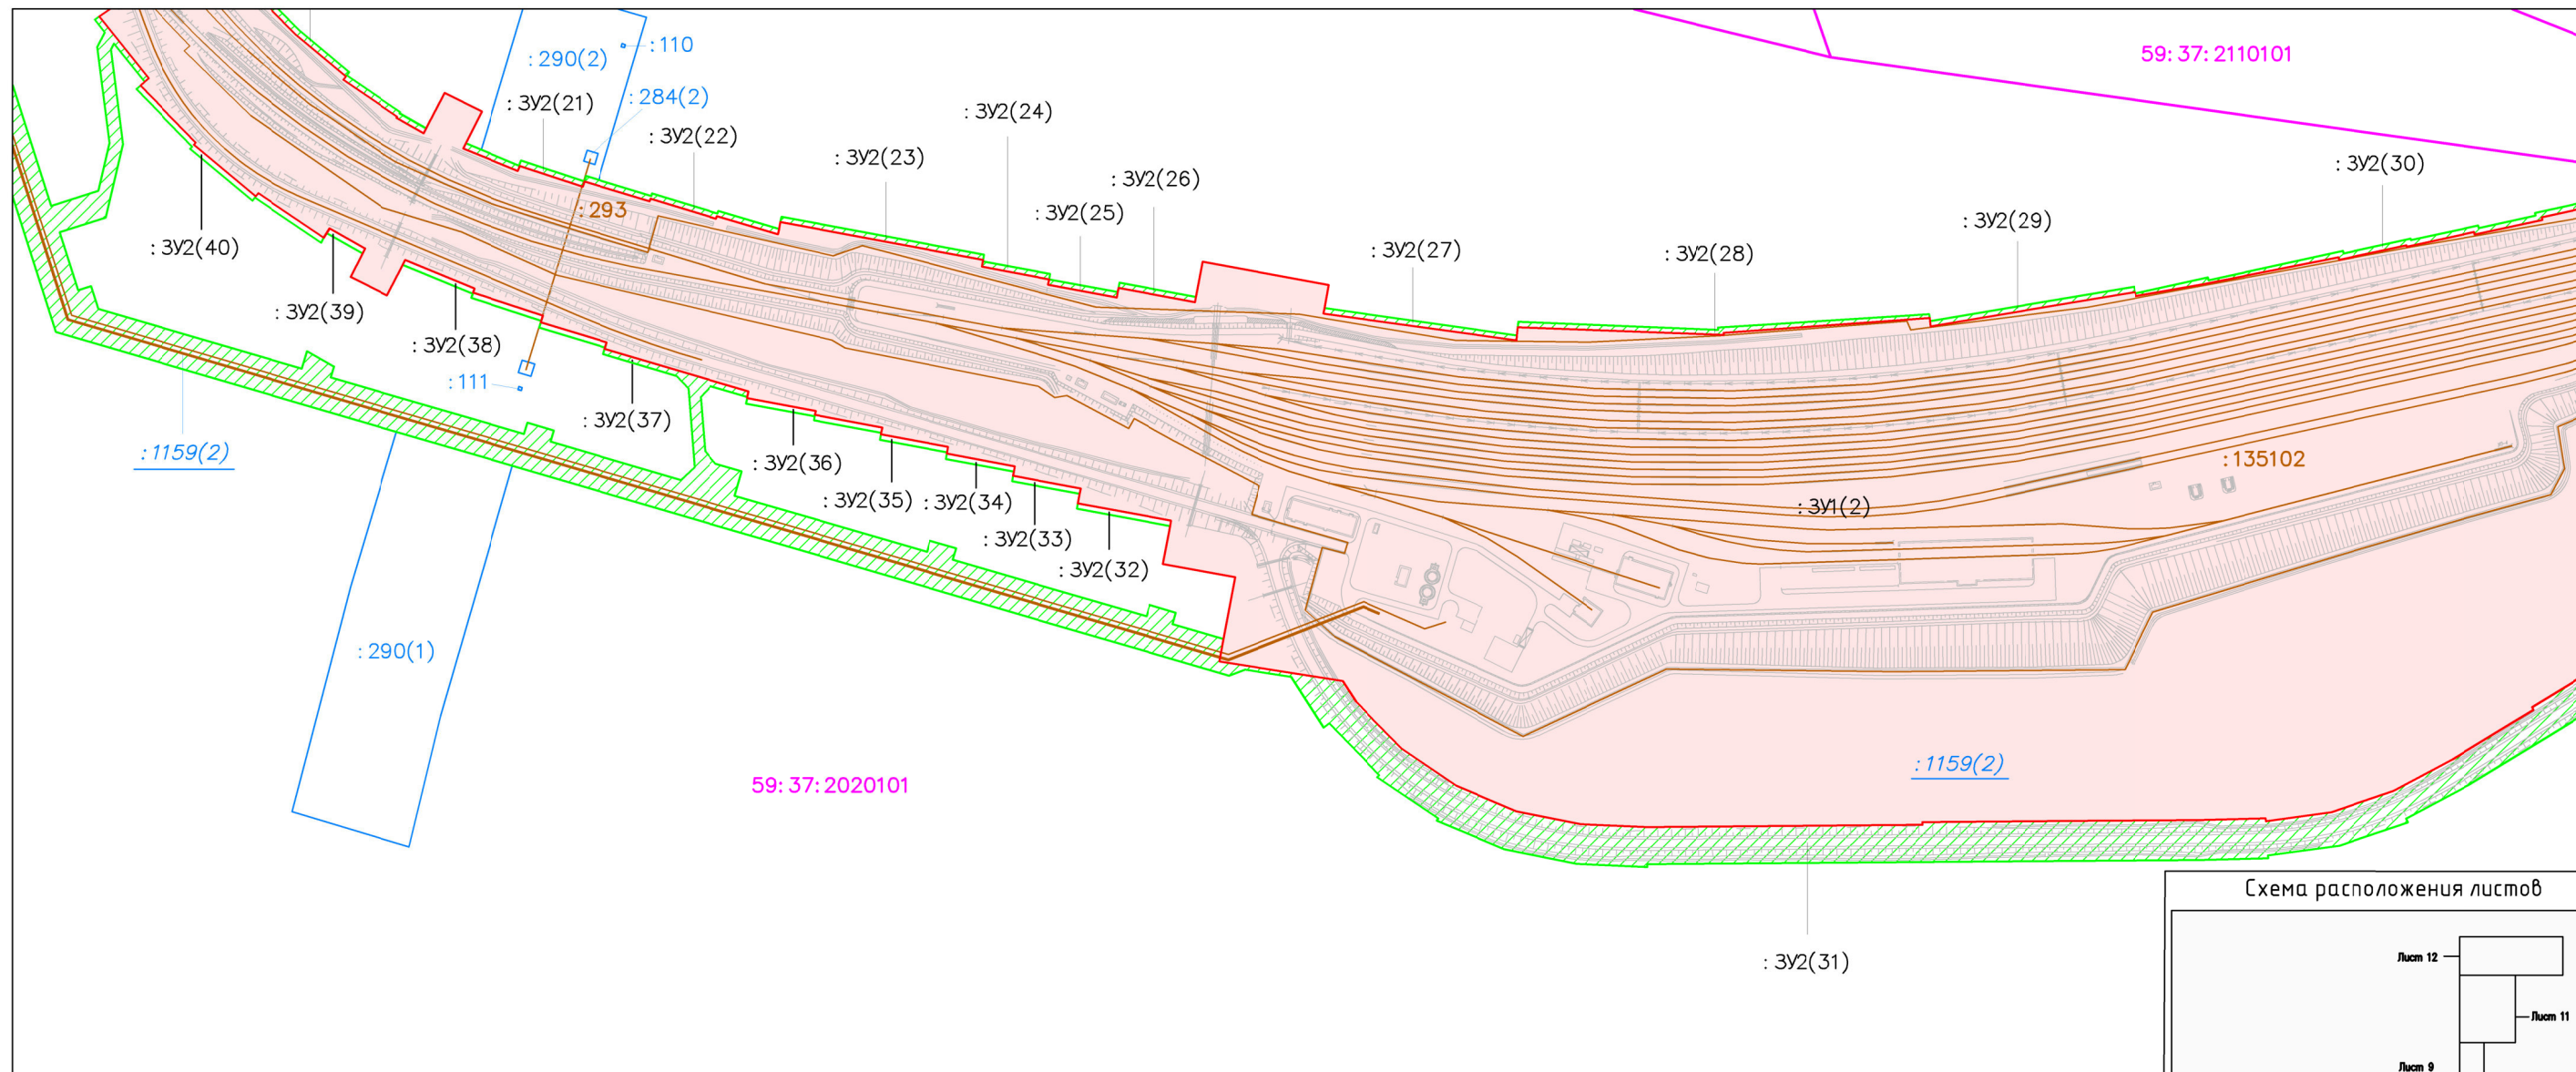 59:37:2110101
:110
:290(2)
:284(2)
:ЗУ2(21)
:ЗУ2(22)
:ЗУ2(24)
:ЗУ2(23)
:ЗУ2(26)
:ЗУ2(25)
:ЗУ2(30)
:ЗУ2(29)
:ЗУ2(27)
:ЗУ2(28)
:293
:ЗУ2(40)
:ЗУ2(39)
:ЗУ2(38)
:111
:ЗУ2(37)
:1159(2)
:ЗУ2(36)
:ЗУ2(35)
:ЗУ2(34)
:ЗУ2(33)
:ЗУ2(32)
:135102
:ЗУ1(2)
:290(1)
59:37:2020101
:1159(2)
:ЗУ2(31)
Схема расположения листов
Лист 12
Лист 11
Лист 9